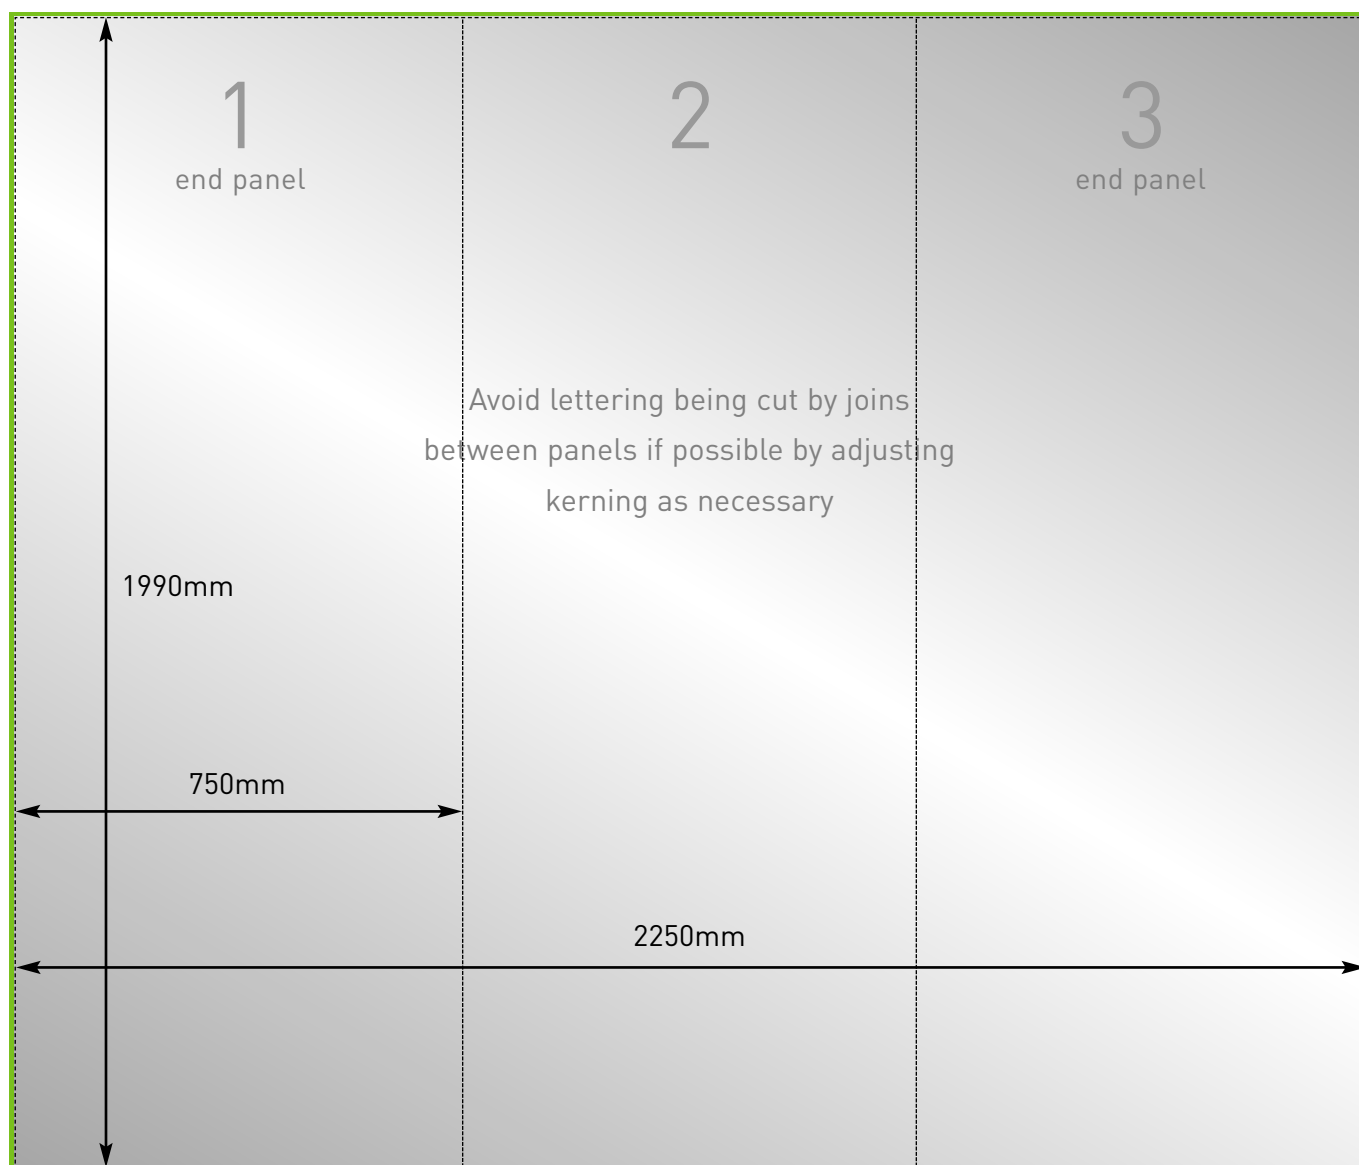 1
end panel
2
3
end panel
Avoid lettering being cut by joins
between panels if possible by adjusting
kerning as necessary
1990mm
750mm
2250mm